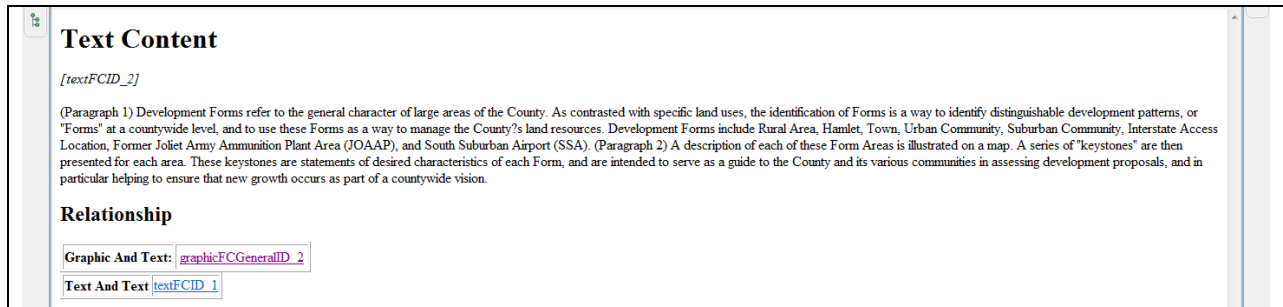 Text Content
[textFCID_2]
(Paragraph 1) Development Forms refer to the general character of large areas of the County. As contrasted with specific land uses, the identification of Forms is a way to identify distinguishable development patterns, or
"Forms" at a countywide level, and to use these Forms as a way to manage the County?s land resources. Development Forms include Rural Area, Hamlet, Town, Urban Community, Suburban Community, Interstate Access
Location, Former Joliet Army Ammunition Plant Area (JOAAP), and South Suburban Airport (SSA). (Paragraph 2) A description of each of these Form Areas is illustrated on a map. A series of "keystones" are then
presented for each area. These keystones are statements of desired characteristics of each Form, and are intended to serve as a guide to the County and its various communities in assessing development proposals, and in
particular helping to ensure that new growth occurs as part of a countywide vision.
Relationship
Graphic And Text: graphicFCGeneralID_2
Text And Text textFCID_1